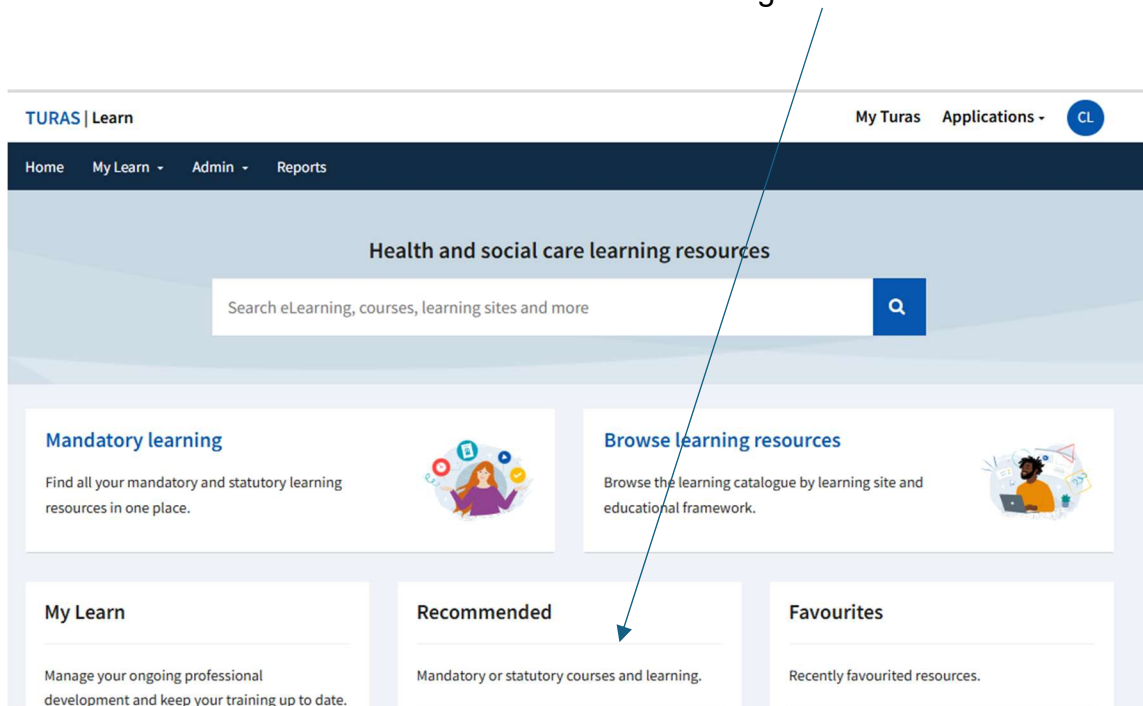 TURAS | Learn
My Turas Applications CL
Home My Learn Admin Reports
Health and social care learning resources
Search eLearning, courses, learning sites and more
Mandatory learning
Find all your mandatory and statutory learning
resources in one place.
Browse learning resources
Browse the learning catalogue by learning site and
educational framework.
My Learn
Manage your ongoing professional
development and keep your training up to date.
Recommended
Mandatory or statutory courses and learning.
Favourites
Recently favourited resources.